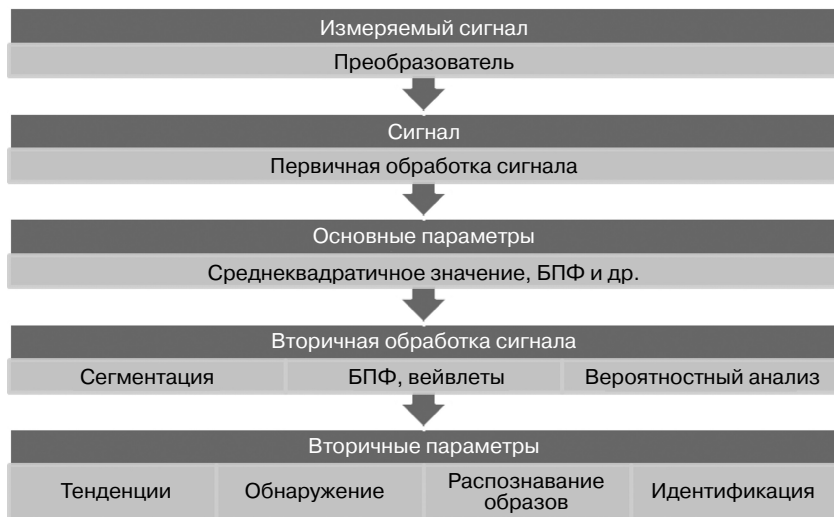 Измеряемый сигнал
Преобразователь
Сигнал
Первичная обработка сигнала
Основные параметры
Среднеквадратичное значение, БПФ и др.
Вторичная обработка сигнала
Сегментация
БПФ, вейвлеты
Вероятностный анализ
Вторичные параметры
Тенденции
Обнаружение
Распознавание
образов
Идентификация